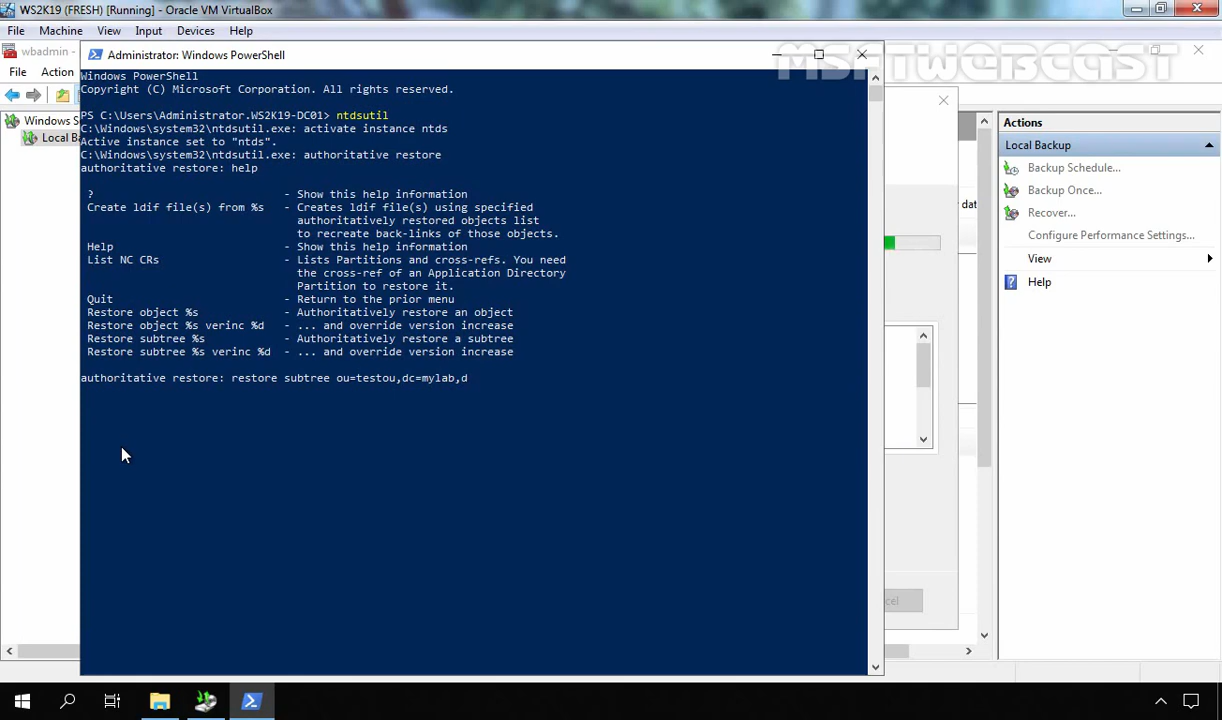 WS2K19 (FRESH) [Running] - Oracle VM VirtualBox
File Machine View Input Devices Help
wbadmin -
MSFTWEBCAST
Administrator: Windows PowerShell
File Action
Windows S
Local Ba
Windows PowerShell
Copyright (C) Microsoft Corporation. All rights reserved.
PS C:\Users\Administrator.WS2K19-DC01> ntdsutil
C:\Windows\system32\ntdsutil.exe: activate instance ntds
Active instance set to "ntds".
C:\Windows\system32\ntdsutil.exe: authoritative restore
authoritative restore: help
? - Show this help information
Create ldif file(s) from %s - Creates ldif file(s) using specified
authoritatively restored objects list
to recreate back-links of those objects.
Help - Show this help information
List NC CRs - Lists Partitions and cross-refs. You need
the cross-ref of an Application Directory
Partition to restore it.
Quit - Return to the prior menu
Restore object %s - Authoritatively restore an object
Restore object %s verinc %d - ... and override version increase
Restore subtree %s - Authoritatively restore a subtree
Restore subtree %s verinc %d - ... and override version increase
authoritative restore: restore subtree ou=testou,dc=mylab,d
dat
cel
Actions
Local Backup
Backup Schedule...
Backup Once...
Recover...
Configure Performance Settings...
View
Help